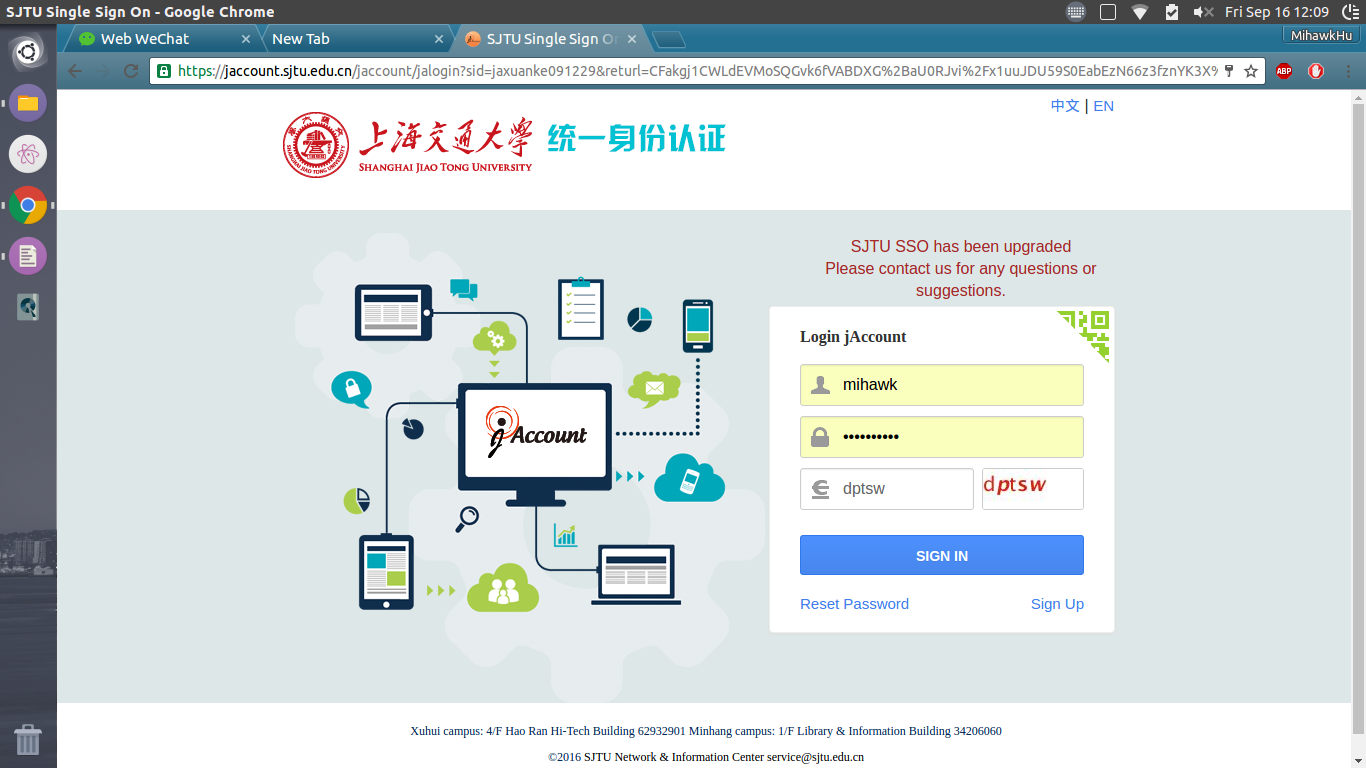 SJTU Single Sign On - Google Chrome
Fri Sep 16 12:09
Web WeChat
New Tab
SJTU Single Sign On
MihawkHu
https://jaccount.sjtu.edu.cn/jaccount/jalogin?sid=jaxuanke091229&returl=CFakgj1CWLdEVMoSQGvk6fVABDXG%2BaU0RJvi%2Fx1uuJDU59S0EabEzN66z3fznYK3X%
ABP
中文 | EN
上海交通大学 统一身份认证
SHANGHAI JIAO TONG UNIVERSITY
SJTU SSO has been upgraded
Please contact us for any questions or
suggestions.
Login jAccount
mihawk
••••••••••
dptsw
dptsw
SIGN IN
Reset Password
Sign Up
jAccount
Xuhui campus: 4/F Hao Ran Hi-Tech Building 62932901 Minhang campus: 1/F Library & Information Building 34206060
©2016 SJTU Network & Information Center service@sjtu.edu.cn